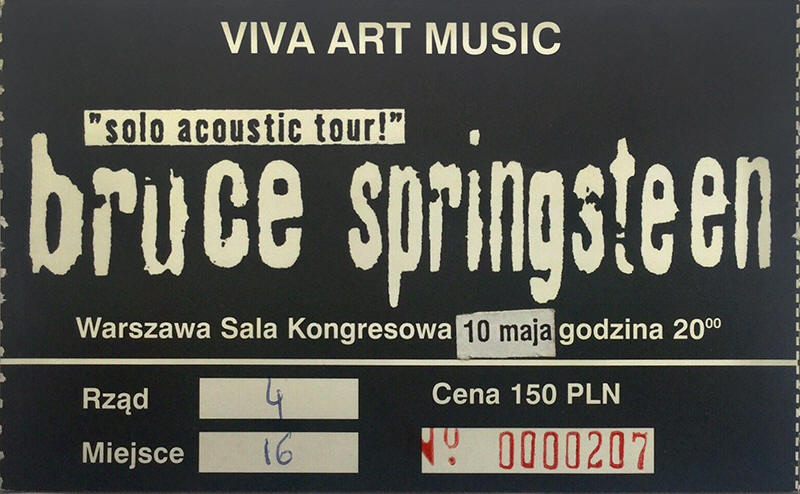 VIVA ART MUSIC
"solo acoustic tour!"
bruce springsteen
Warszawa Sala Kongresowa 10 maja godzina 20⁰⁰
Rząd 4
Cena 150 PLN
Miejsce 16
Nº 0000207